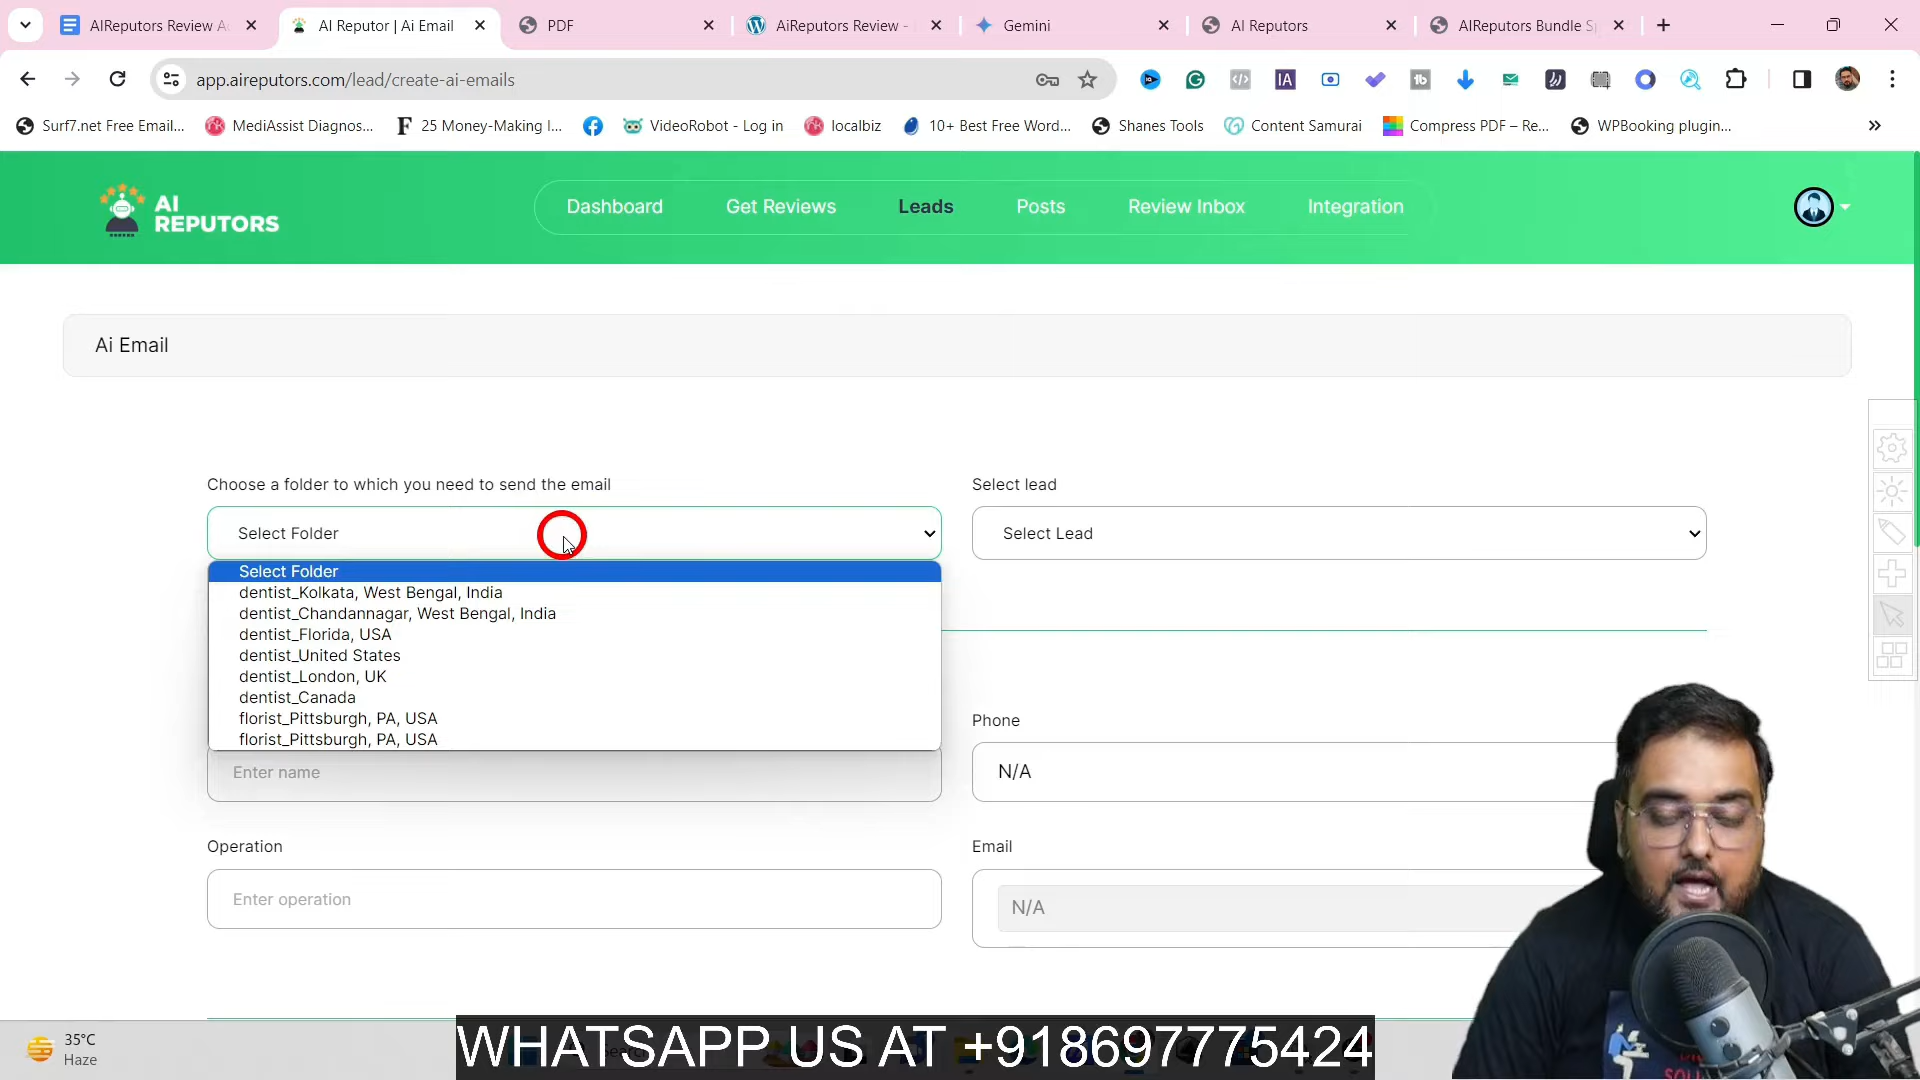 AIReputors Review A
AI Reputor | Ai Email
PDF
AiReputors Review -
Gemini
AI Reputors
AIReputors Bundle Sp
app.aireputors.com/lead/create-ai-emails
Surf7.net Free Email...
MediAssist Diagnos...
25 Money-Making I...
VideoRobot - Log in
localbiz
10+ Best Free Word...
Shanes Tools
Content Samurai
Compress PDF – Re...
WPBooking plugin...
AI
REPUTORS
Dashboard
Get Reviews
Leads
Posts
Review Inbox
Integration
Ai Email
Choose a folder to which you need to send the email
Select lead
Select Folder
Select Lead
Select Folder
dentist_Kolkata, West Bengal, India
dentist_Chandannagar, West Bengal, India
dentist_Florida, USA
dentist_United States
dentist_London, UK
dentist_Canada
florist_Pittsburgh, PA, USA
florist_Pittsburgh, PA, USA
Phone
Enter name
N/A
Operation
Email
Enter operation
N/A
35°C
Haze
WHATSAPP US AT +918697775424